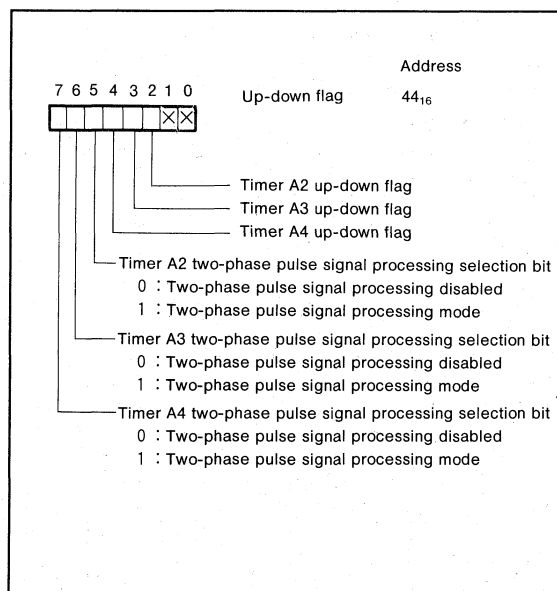 Address
7 6 5 4 3 2 1 0
Up-down flag 44₁₆
Timer A2 up-down flag
Timer A3 up-down flag
Timer A4 up-down flag
Timer A2 two-phase pulse signal processing selection bit
0 : Two-phase pulse signal processing disabled
1 : Two-phase pulse signal processing mode
Timer A3 two-phase pulse signal processing selection bit
0 : Two-phase pulse signal processing disabled
1 : Two-phase pulse signal processing mode
Timer A4 two-phase pulse signal processing selection bit
0 : Two-phase pulse signal processing disabled
1 : Two-phase pulse signal processing mode